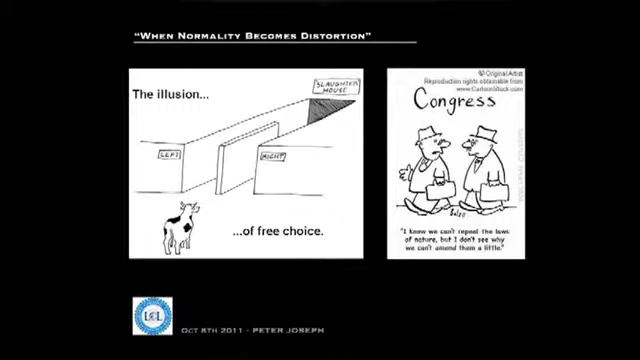 "WHEN NORMALITY BECOMES DISTORTION"
The illusion...
SLAUGHTER
HOUSE
LEFT
RIGHT
...of free choice.
© Original Artist
Reproduction rights obtainable from
www.CartoonStock.com
Congress
"I know we can't repeal the laws
of nature, but I don't see why
we can't amend them a little."
OCT 8TH 2011 - PETER JOSEPH